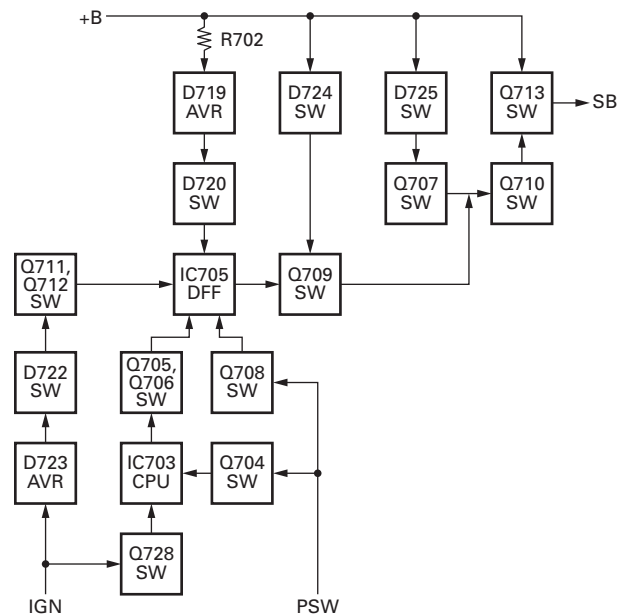 +B
R702
D719
AVR
D724
SW
D725
SW
Q713
SW
SB
D720
SW
Q707
SW
Q710
SW
Q711,
Q712
SW
IC705
DFF
Q709
SW
D722
SW
Q705,
Q706
SW
Q708
SW
D723
AVR
IC703
CPU
Q704
SW
Q728
SW
IGN
PSW